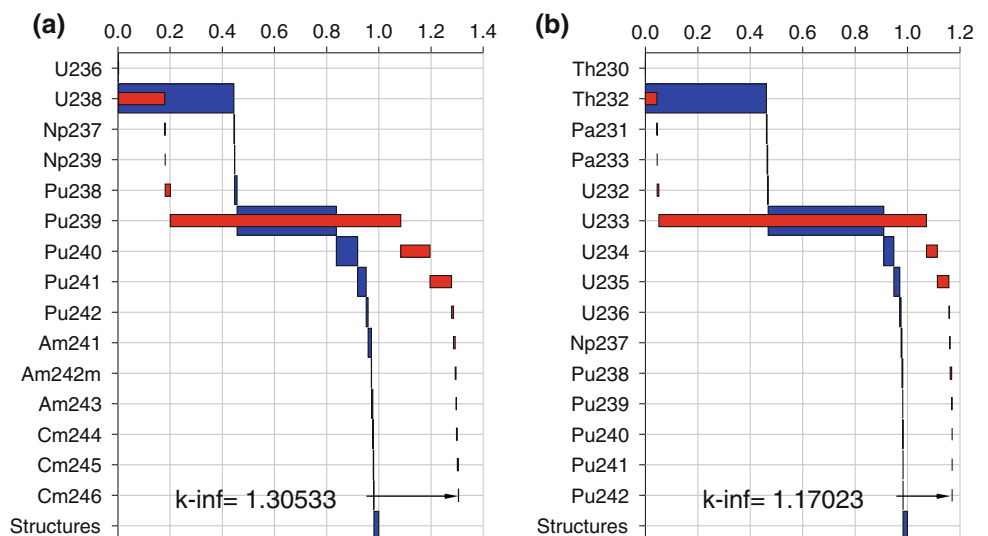 (a)
0.0 0.2 0.4 0.6 0.8 1.0 1.2 1.4
U236
U238
Np237
Np239
Pu238
Pu239
Pu240
Pu241
Pu242
Am241
Am242m
Am243
Cm244
Cm245
Cm246
Structures
k-inf= 1.30533
(b)
0.0 0.2 0.4 0.6 0.8 1.0 1.2
Th230
Th232
Pa231
Pa233
U232
U233
U234
U235
U236
Np237
Pu238
Pu239
Pu240
Pu241
Pu242
Structures
k-inf= 1.17023